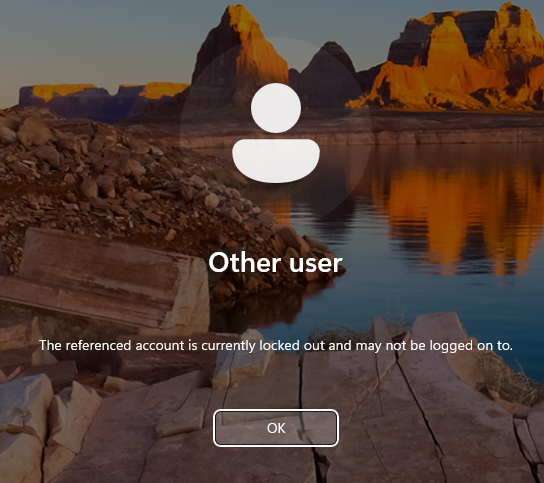 Other user
The referenced account is currently locked out and may not be logged on to.
OK